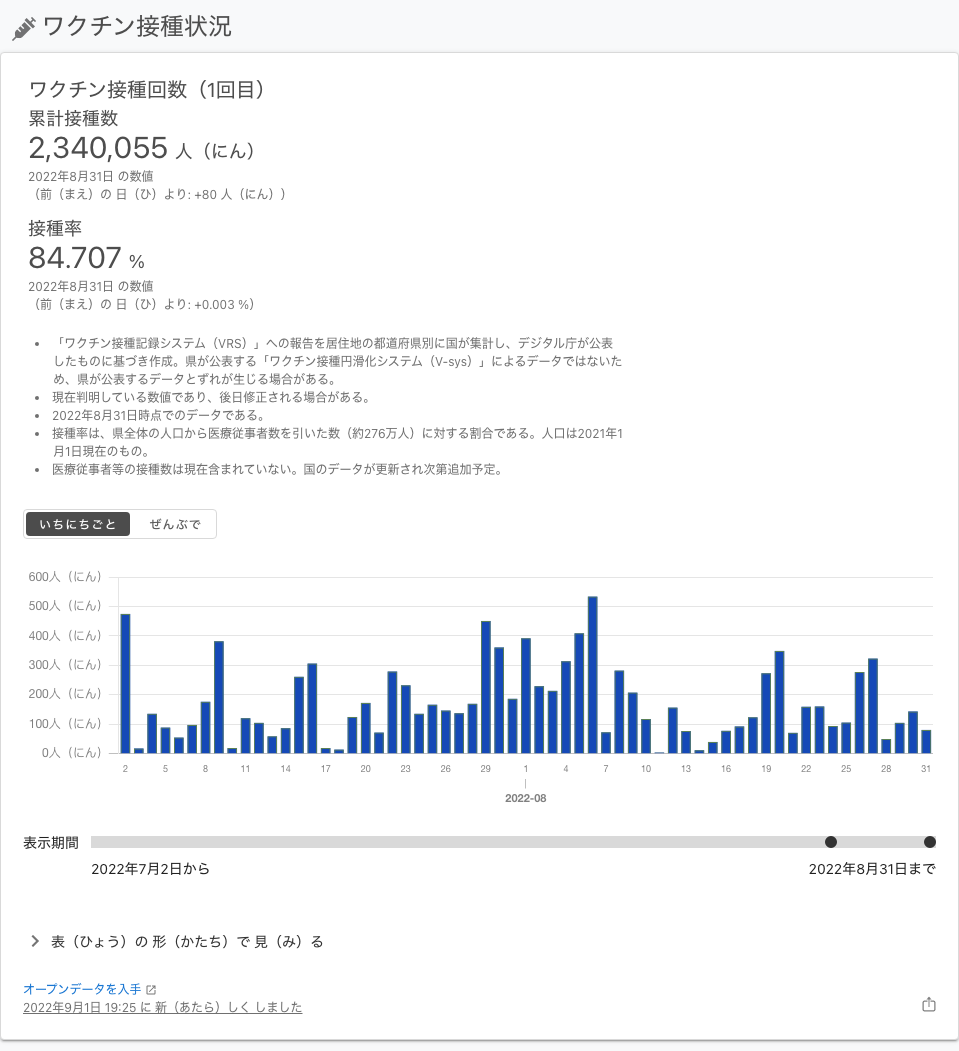 ワクチン接種状況
ワクチン接種回数（1回目）
累計接種数
2,340,055 人（にん）
2022年8月31日 の数値
（前（まえ）の 日（ひ）より: +80 人（にん））
接種率
84.707 %
2022年8月31日 の数値
（前（まえ）の 日（ひ）より: +0.003 %）
• 「ワクチン接種記録システム（VRS）」への報告を居住地の都道府県別に国が集計し、デジタル庁が公表
したものに基づき作成。県が公表する「ワクチン接種円滑化システム（V-sys）」によるデータではないた
め、県が公表するデータとずれが生じる場合がある。
• 現在判明している数値であり、後日修正される場合がある。
• 2022年8月31日時点でのデータである。
• 接種率は、県全体の人口から医療従事者数を引いた数（約276万人）に対する割合である。人口は2021年1
月1日現在のもの。
• 医療従事者等の接種数は現在含まれていない。国のデータが更新され次第追加予定。
いちにちごと ぜんぶで
600人（にん）
500人（にん）
400人（にん）
300人（にん）
200人（にん）
100人（にん）
0人（にん）
2 5 8 11 14 17 20 23 26 29 1 4 7 10 13 16 19 22 25 28 31
2022-08
表示期間
2022年7月2日から 2022年8月31日まで
表（ひょう）の 形（かたち）で 見（み）る
オープンデータを入手
2022年9月1日 19:25 に 新（あたら）しく しました